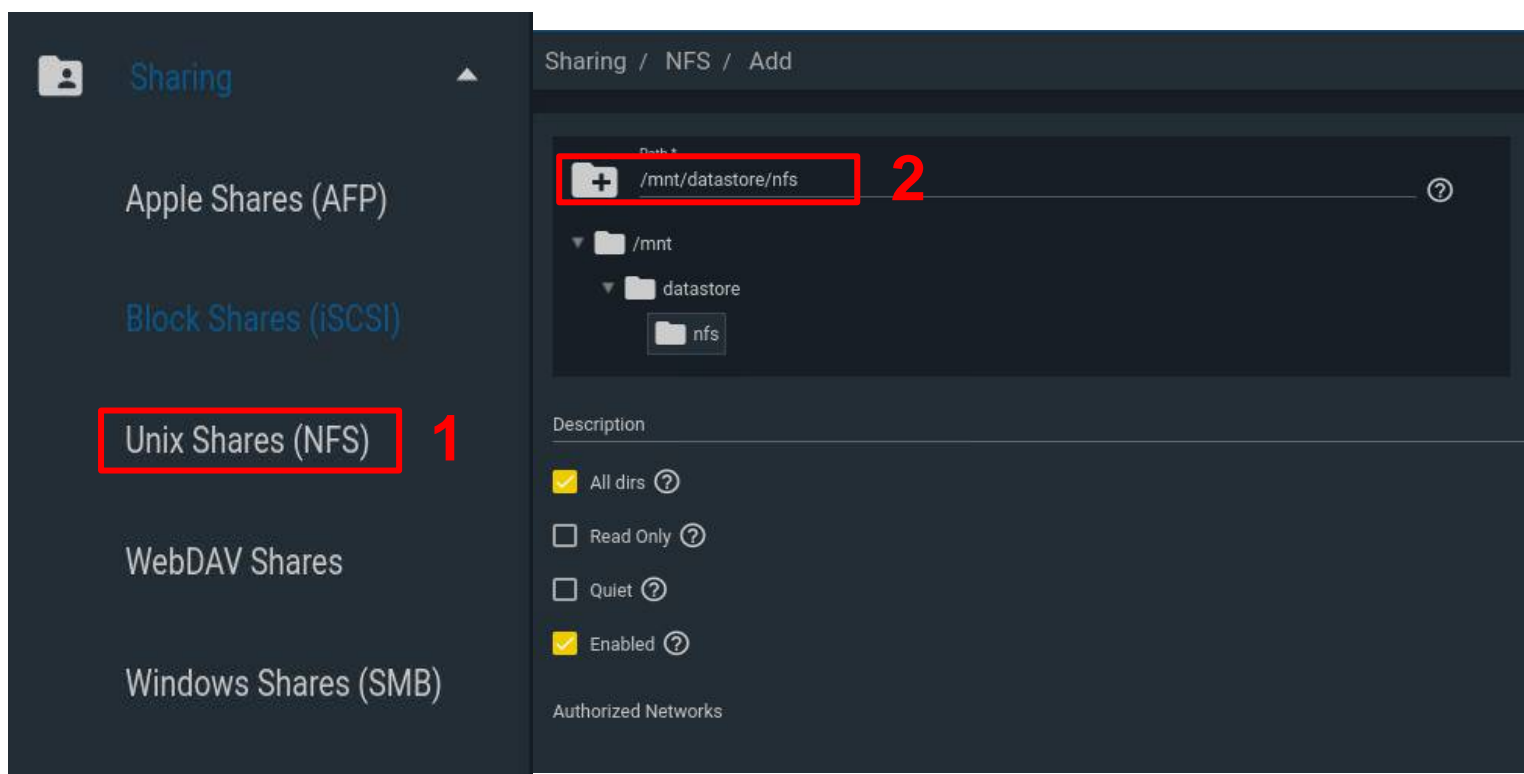 Sharing
Apple Shares (AFP)
Block Shares (iSCSI)
Unix Shares (NFS)
1
WebDAV Shares
Windows Shares (SMB)
Sharing / NFS / Add
Path *
/mnt/datastore/nfs
2
/mnt
datastore
nfs
Description
All dirs
Read Only
Quiet
Enabled
Authorized Networks